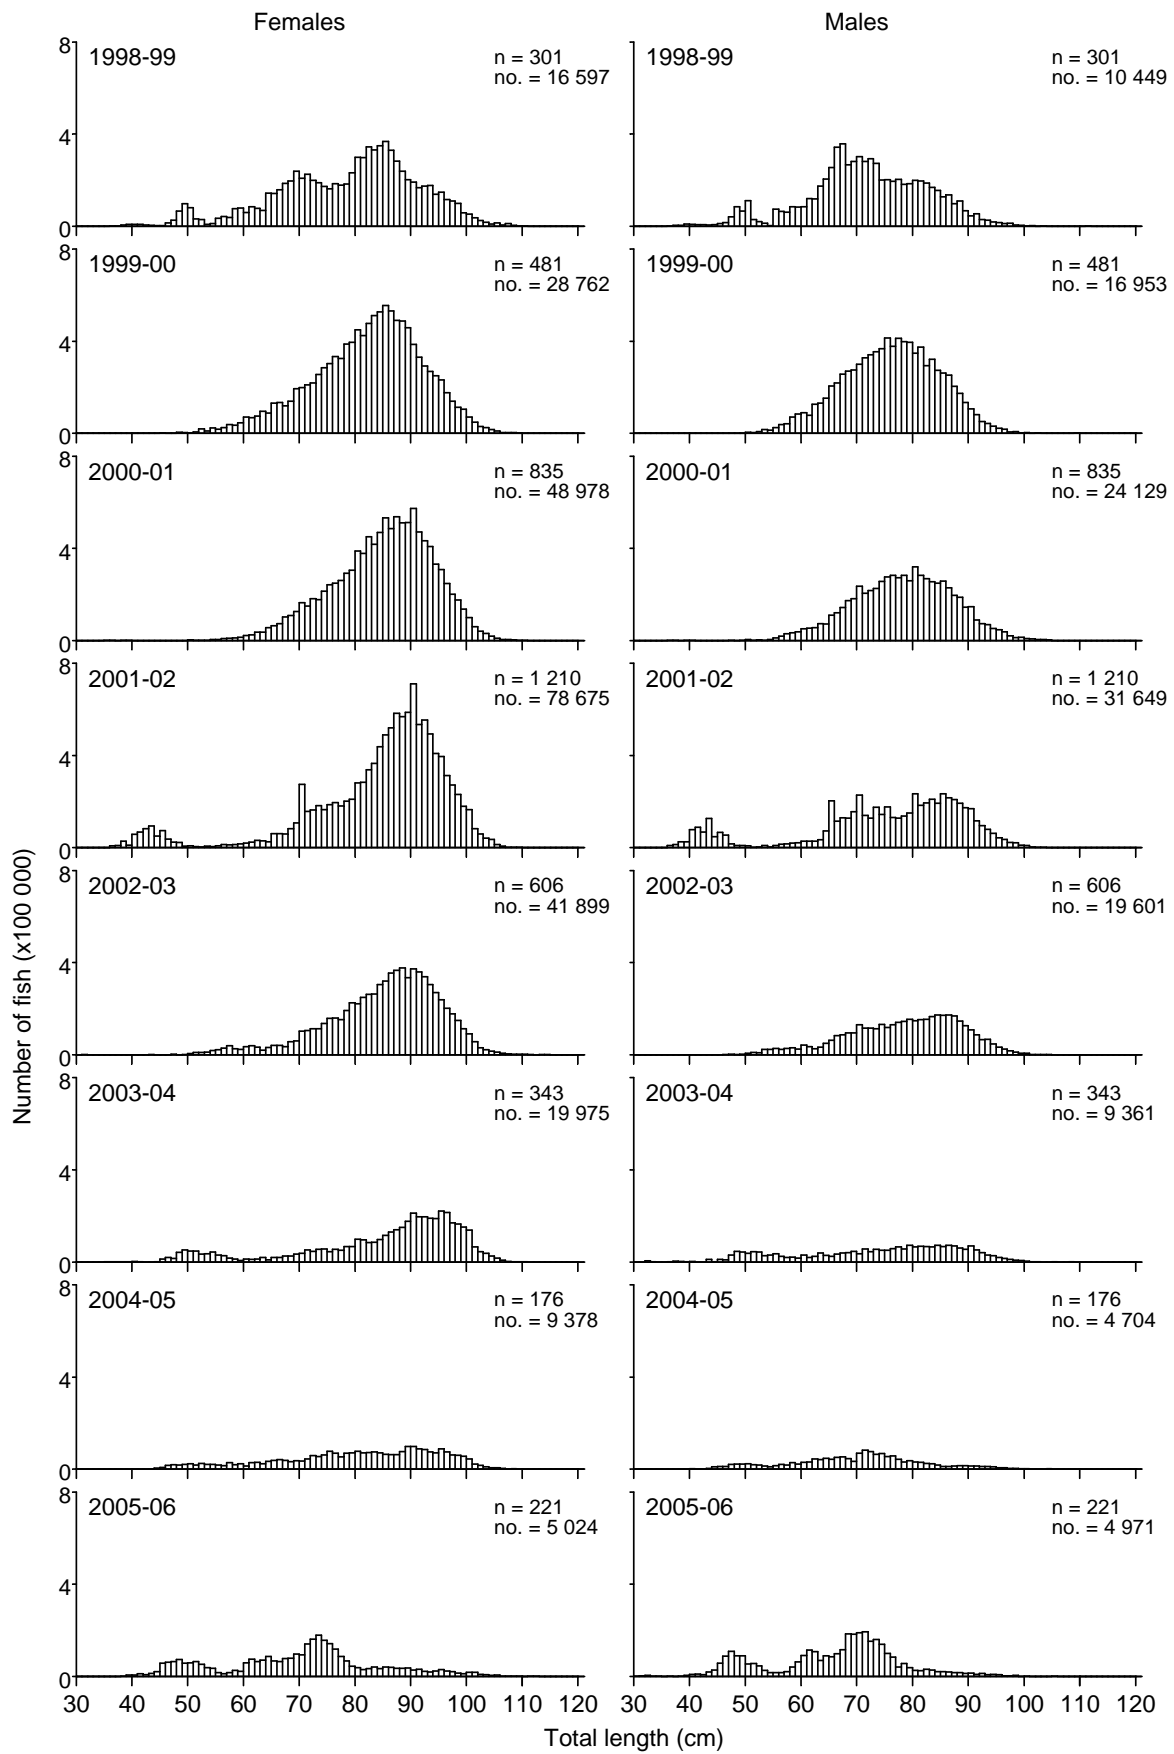 Females Males
8 1998-99 n = 301 1998-99 n = 301
no. = 16 597 no. = 10 449
4
0
8 1999-00 n = 481 1999-00 n = 481
no. = 28 762 no. = 16 953
4
0
8 2000-01 n = 835 2000-01 n = 835
no. = 48 978 no. = 24 129
4
0
8 2001-02 n = 1 210 2001-02 n = 1 210
no. = 78 675 no. = 31 649
4
0
8 2002-03 n = 606 2002-03 n = 606
no. = 41 899 no. = 19 601
4
0
8 2003-04 n = 343 2003-04 n = 343
no. = 19 975 no. = 9 361
4
0
8 2004-05 n = 176 2004-05 n = 176
no. = 9 378 no. = 4 704
4
0
8 2005-06 n = 221 2005-06 n = 221
no. = 5 024 no. = 4 971
4
0
30 40 50 60 70 80 90 100 110 120 30 40 50 60 70 80 90 100 110 120
Total length (cm)
Number of fish (x100 000)